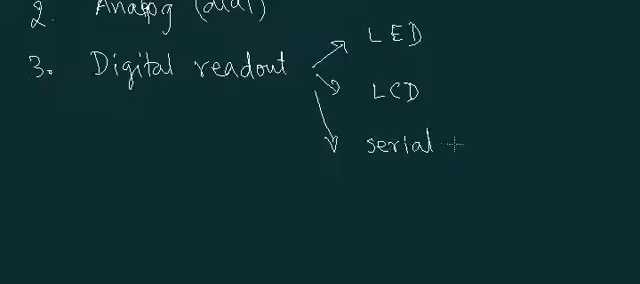 2. Analog (dial)
3. Digital readout
LED
LCD
serial